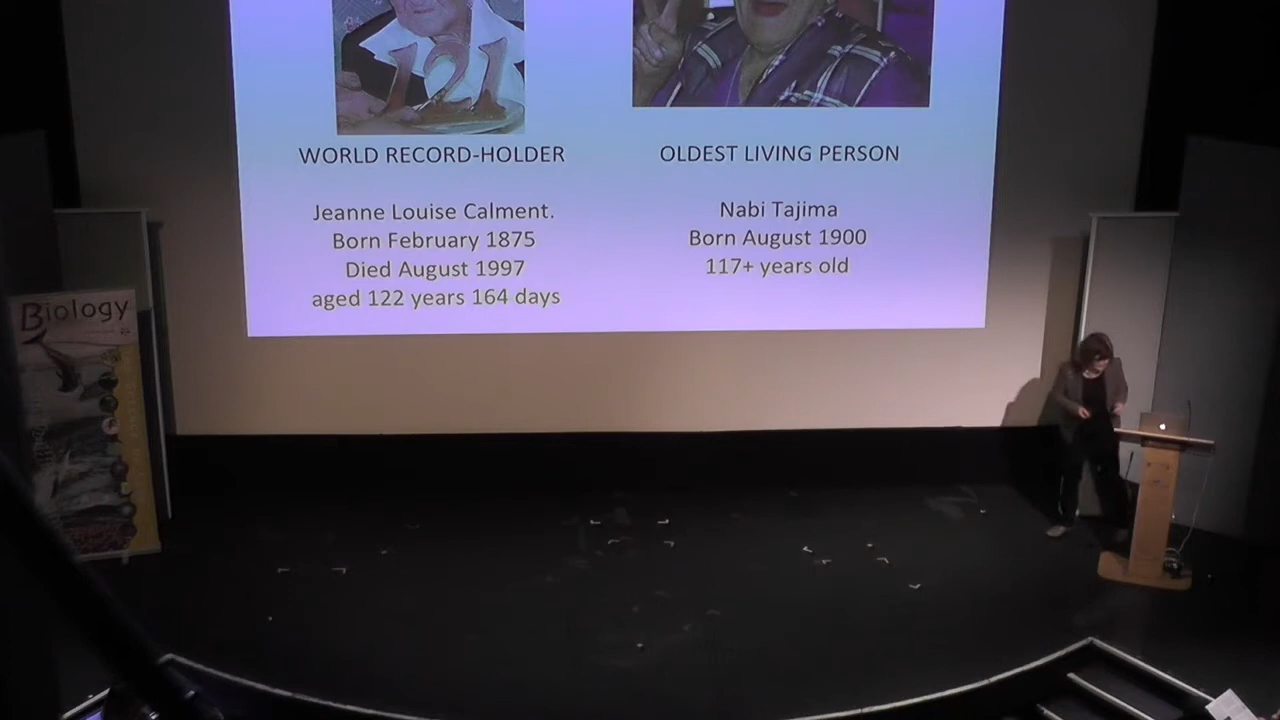 121
WORLD RECORD-HOLDER
Jeanne Louise Calment.
Born February 1875
Died August 1997
aged 122 years 164 days
OLDEST LIVING PERSON
Nabi Tajima
Born August 1900
117+ years old
Biology